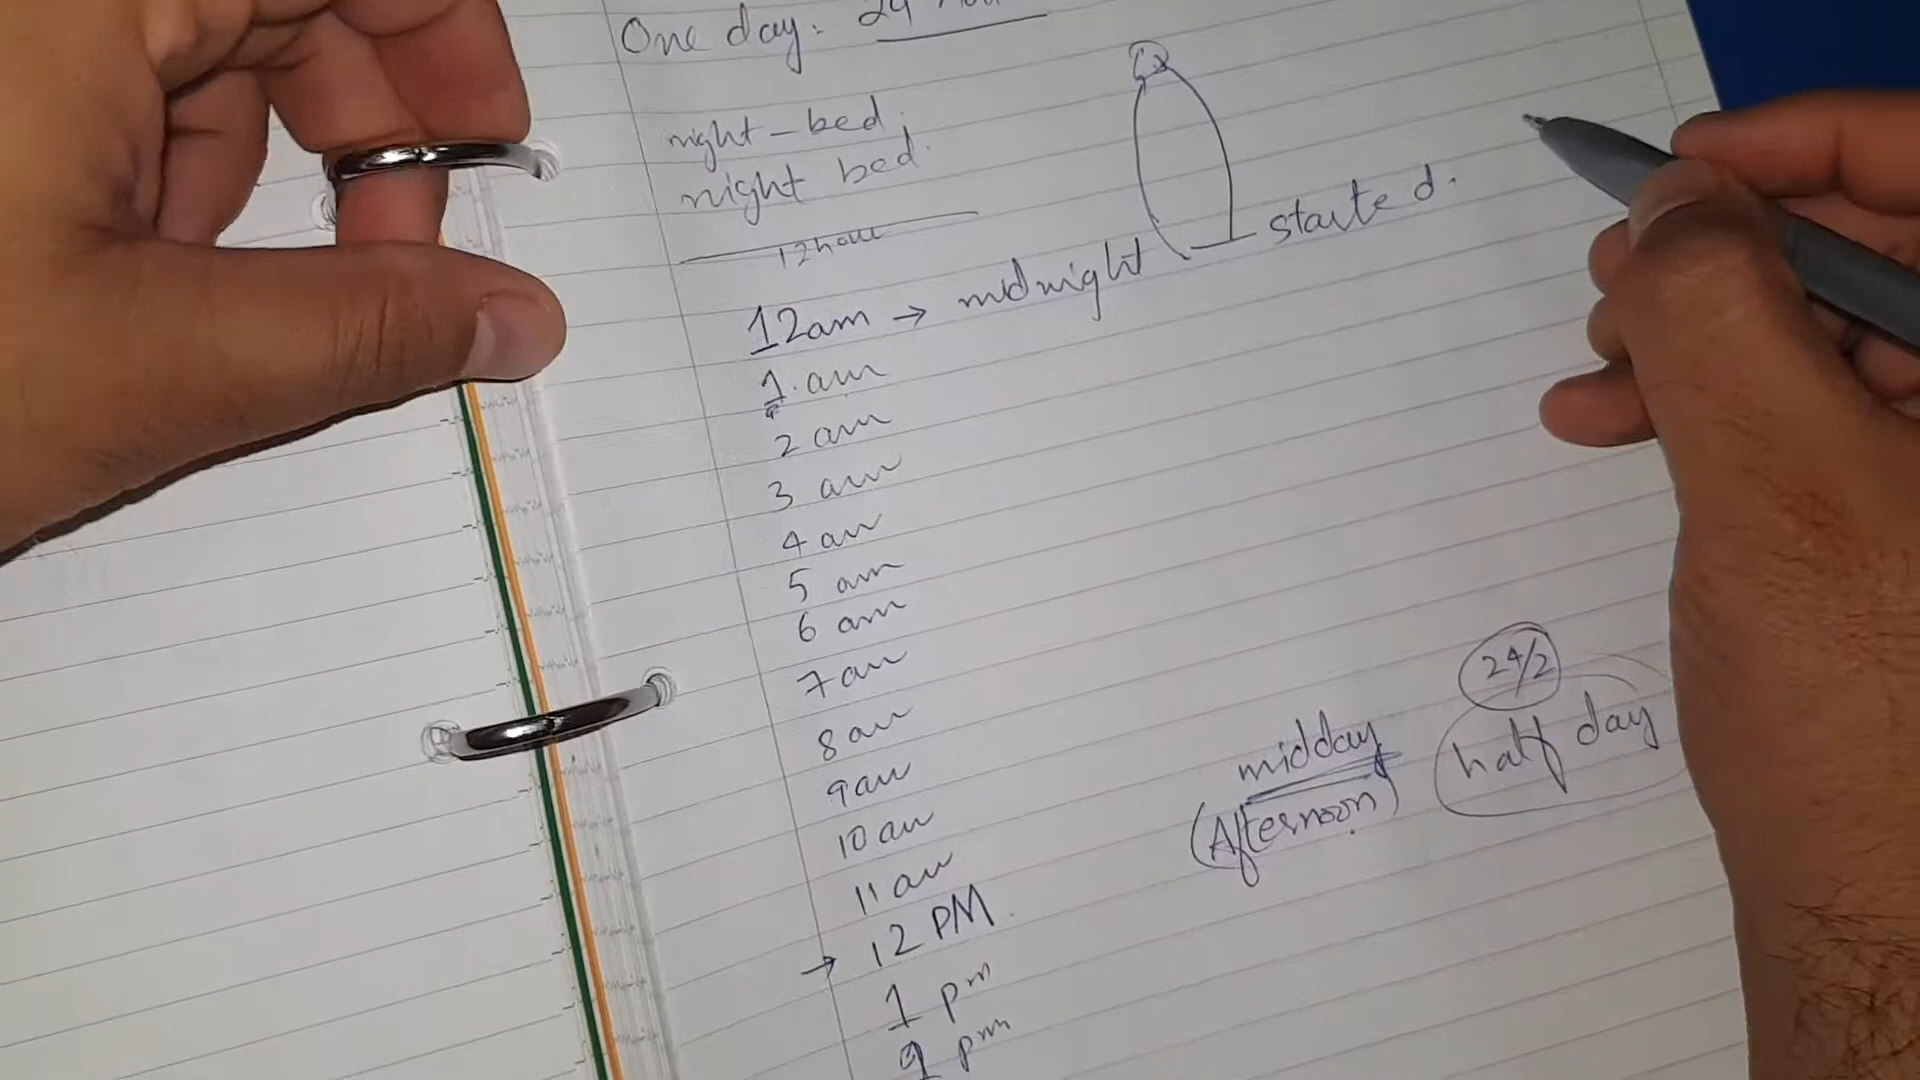 One day: 24
night-bed.
night bed.
12 hour
12am → midnight
started.
1.am
2 am
3 am
4 am
5 am
6 am
7 am
8 am
9 am
10 am
11 am
→ 12 PM.
1 pm
pm
24/2
midday
half day
(Afternoon)